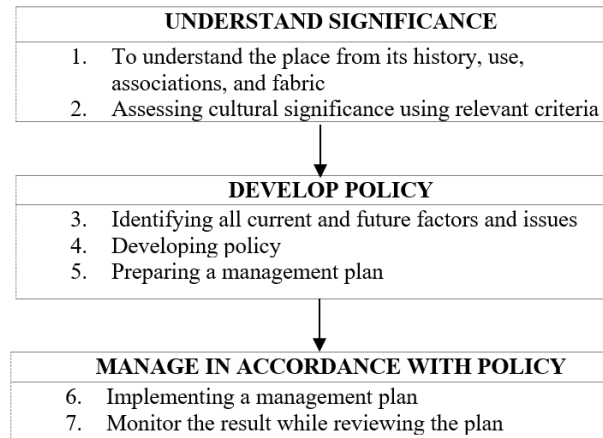 UNDERSTAND SIGNIFICANCE
1. To understand the place from its history, use,
associations, and fabric
2. Assessing cultural significance using relevant criteria
DEVELOP POLICY
3. Identifying all current and future factors and issues
4. Developing policy
5. Preparing a management plan
MANAGE IN ACCORDANCE WITH POLICY
6. Implementing a management plan
7. Monitor the result while reviewing the plan